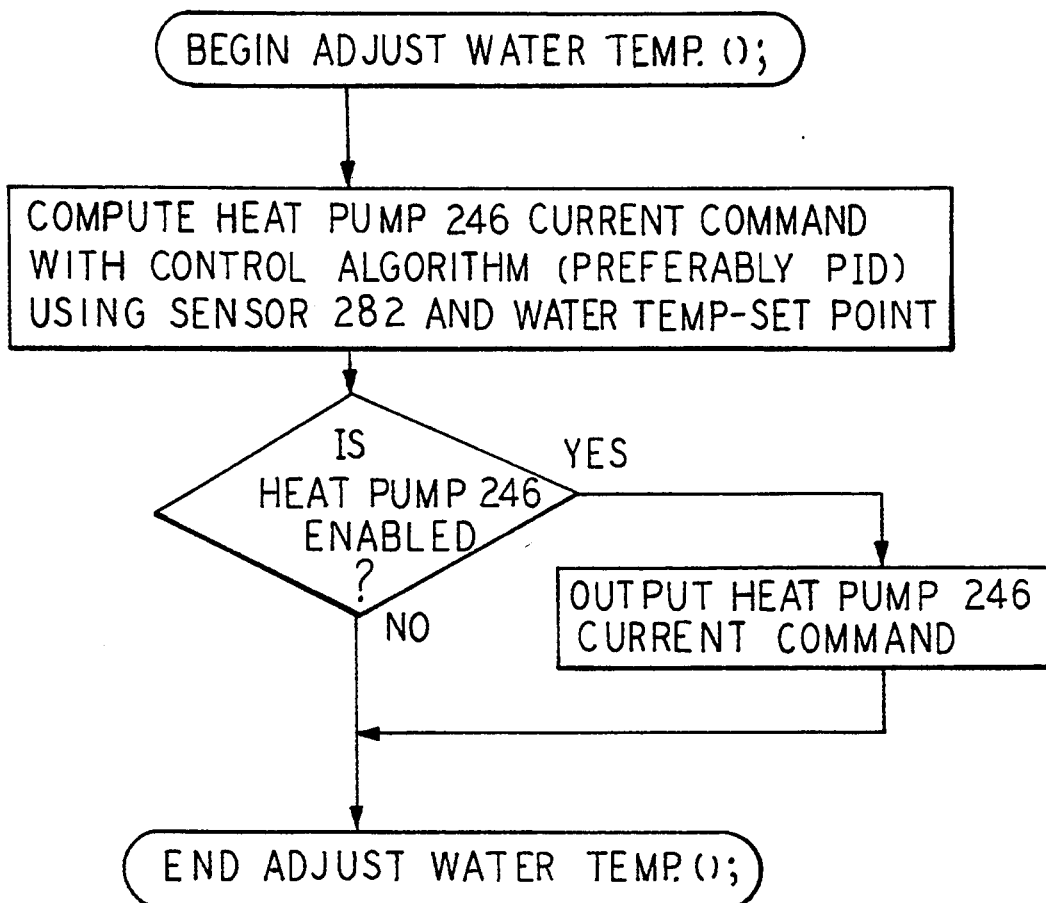 BEGIN ADJUST WATER TEMP. ();
COMPUTE HEAT PUMP 246 CURRENT COMMAND
WITH CONTROL ALGORITHM (PREFERABLY PID)
USING SENSOR 282 AND WATER TEMP-SET POINT
IS
HEAT PUMP 246
ENABLED
?
YES
OUTPUT HEAT PUMP 246
CURRENT COMMAND
NO
END ADJUST WATER TEMP. ();